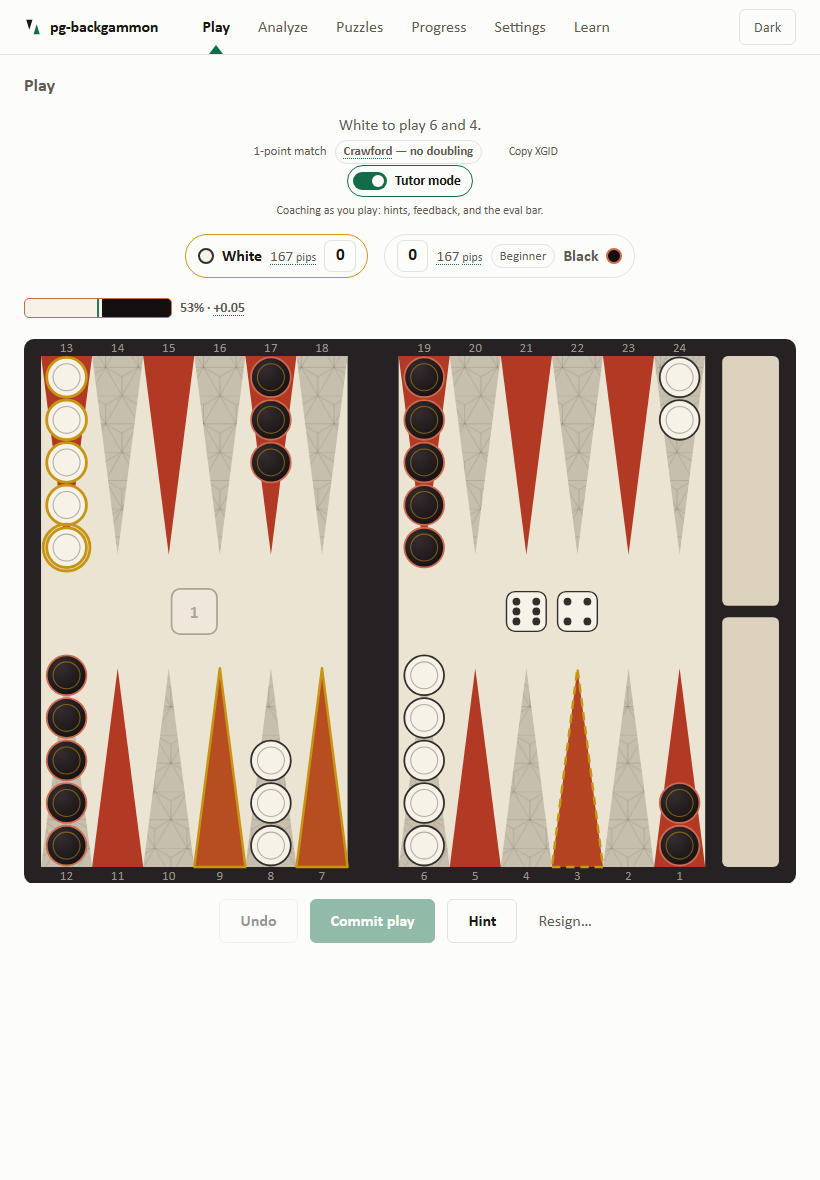 pg-backgammon Play Analyze Puzzles Progress Settings Learn Dark
Play
White to play 6 and 4.
1-point match Crawford — no doubling Copy XGID
Tutor mode
Coaching as you play: hints, feedback, and the eval bar.
White 167 pips 0 0 167 pips Beginner Black
53% · +0.05
13 14 15 16 17 18 19 20 21 22 23 24
1
12 11 10 9 8 7 6 5 4 3 2 1
Undo Commit play Hint Resign...